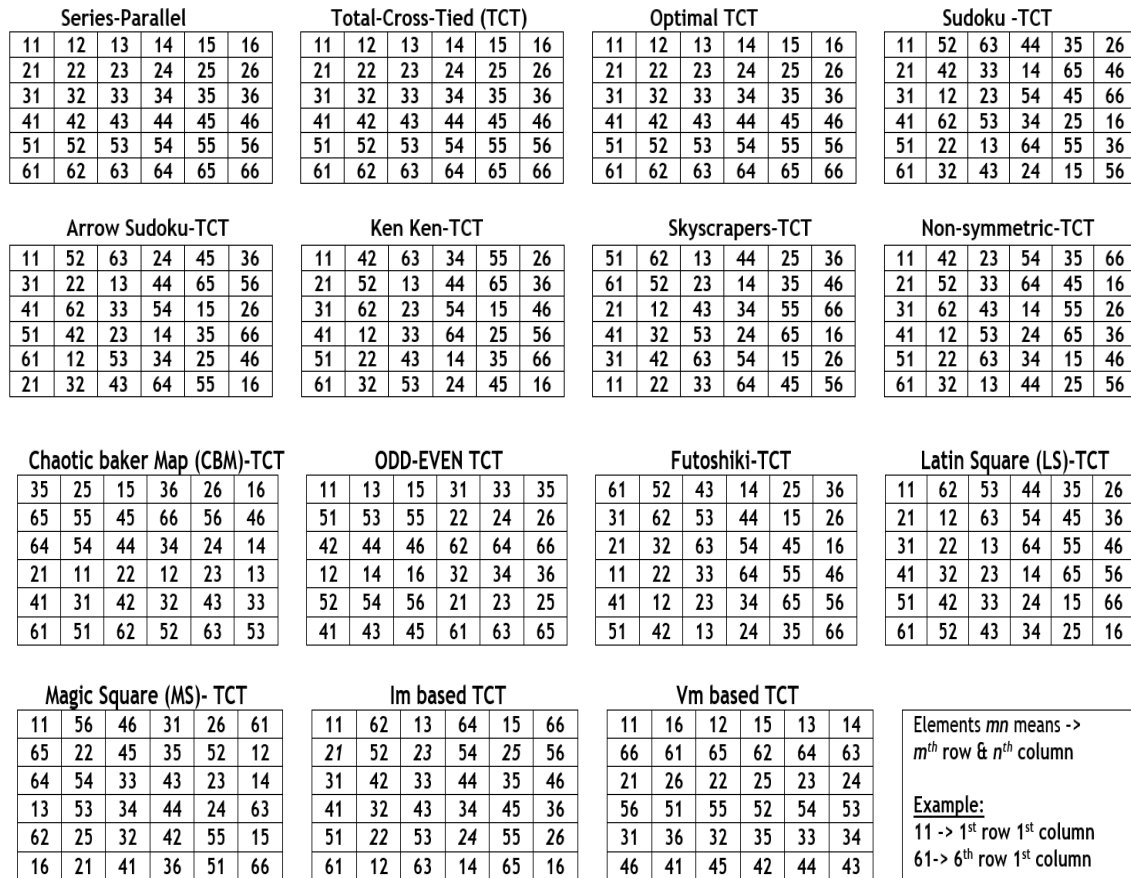 Series-Parallel
11 12 13 14 15 16
21 22 23 24 25 26
31 32 33 34 35 36
41 42 43 44 45 46
51 52 53 54 55 56
61 62 63 64 65 66
Total-Cross-Tied (TCT)
11 12 13 14 15 16
21 22 23 24 25 26
31 32 33 34 35 36
41 42 43 44 45 46
51 52 53 54 55 56
61 62 63 64 65 66
Optimal TCT
11 12 13 14 15 16
21 22 23 24 25 26
31 32 33 34 35 36
41 42 43 44 45 46
51 52 53 54 55 56
61 62 63 64 65 66
Sudoku -TCT
11 52 63 44 35 26
21 42 33 14 65 46
31 12 23 54 45 66
41 62 53 34 25 16
51 22 13 64 55 36
61 32 43 24 15 56
Arrow Sudoku-TCT
11 52 63 24 45 36
31 22 13 44 65 56
41 62 33 54 15 26
51 42 23 14 35 66
61 12 53 34 25 46
21 32 43 64 55 16
Ken Ken-TCT
11 42 63 34 55 26
21 52 13 44 65 36
31 62 23 54 15 46
41 12 33 64 25 56
51 22 43 14 35 66
61 32 53 24 45 16
Skyscrapers-TCT
51 62 13 44 25 36
61 52 23 14 35 46
21 12 43 34 55 66
41 32 53 24 65 16
31 42 63 54 15 26
11 22 33 64 45 56
Non-symmetric-TCT
11 42 23 54 35 66
21 52 33 64 45 16
31 62 43 14 55 26
41 12 53 24 65 36
51 22 63 34 15 46
61 32 13 44 25 56
Chaotic baker Map (CBM)-TCT
35 25 15 36 26 16
65 55 45 66 56 46
64 54 44 34 24 14
21 11 22 12 23 13
41 31 42 32 43 33
61 51 62 52 63 53
ODD-EVEN TCT
11 13 15 31 33 35
51 53 55 22 24 26
42 44 46 62 64 66
12 14 16 32 34 36
52 54 56 21 23 25
41 43 45 61 63 65
Futoshiki-TCT
61 52 43 14 25 36
31 62 53 44 15 26
21 32 63 54 45 16
11 22 33 64 55 46
41 12 23 34 65 56
51 42 13 24 35 66
Latin Square (LS)-TCT
11 62 53 44 35 26
21 12 63 54 45 36
31 22 13 64 55 46
41 32 23 14 65 56
51 42 33 24 15 66
61 52 43 34 25 16
Magic Square (MS)- TCT
11 56 46 31 26 61
65 22 45 35 52 12
64 54 33 43 23 14
13 53 34 44 24 63
62 25 32 42 55 15
16 21 41 36 51 66
Im based TCT
11 62 13 64 15 66
21 52 23 54 25 56
31 42 33 44 35 46
41 32 43 34 45 36
51 22 53 24 55 26
61 12 63 14 65 16
Vm based TCT
11 16 12 15 13 14
66 61 65 62 64 63
21 26 22 25 23 24
56 51 55 52 54 53
31 36 32 35 33 34
46 41 45 42 44 43
Elements mn means ->
mth row & nth column
Example:
11 -> 1st row 1st column
61-> 6th row 1st column